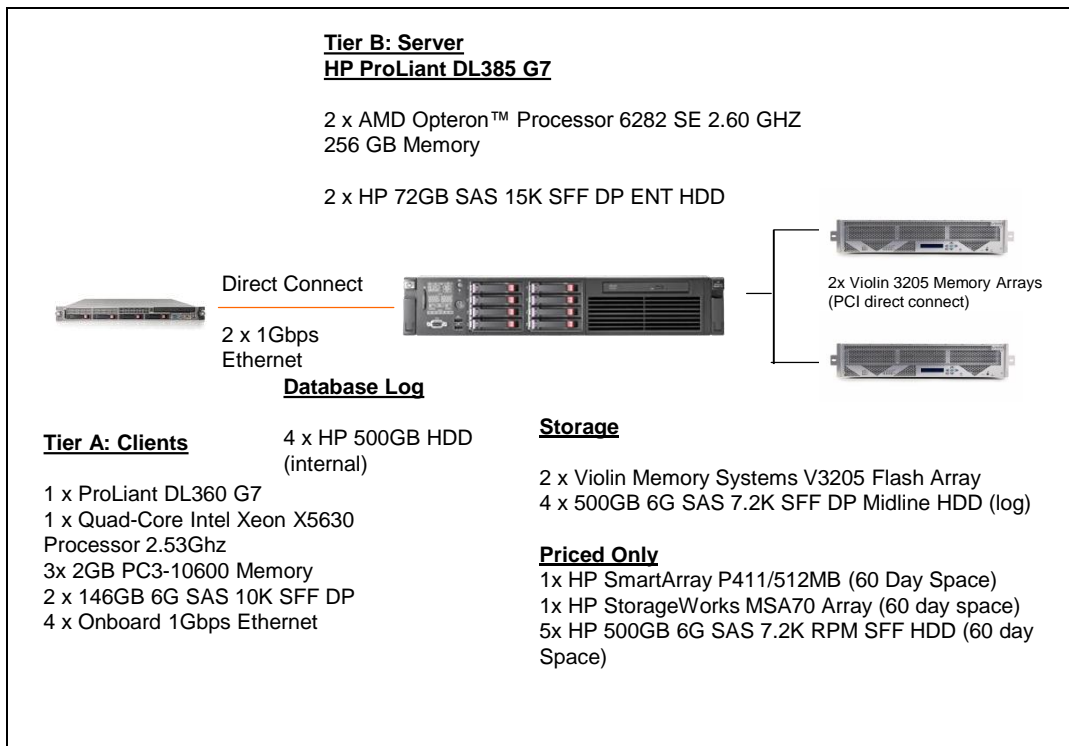 Tier B: Server
HP ProLiant DL385 G7
2 x AMD Opteron™ Processor 6282 SE 2.60 GHZ
256 GB Memory
2 x HP 72GB SAS 15K SFF DP ENT HDD
Direct Connect
2 x 1Gbps
Ethernet
2x Violin 3205 Memory Arrays
(PCI direct connect)
Database Log
4 x HP 500GB HDD
(internal)
Tier A: Clients
1 x ProLiant DL360 G7
1 x Quad-Core Intel Xeon X5630
Processor 2.53Ghz
3x 2GB PC3-10600 Memory
2 x 146GB 6G SAS 10K SFF DP
4 x Onboard 1Gbps Ethernet
Storage
2 x Violin Memory Systems V3205 Flash Array
4 x 500GB 6G SAS 7.2K SFF DP Midline HDD (log)
Priced Only
1x HP SmartArray P411/512MB (60 Day Space)
1x HP StorageWorks MSA70 Array (60 day space)
5x HP 500GB 6G SAS 7.2K RPM SFF HDD (60 day
Space)